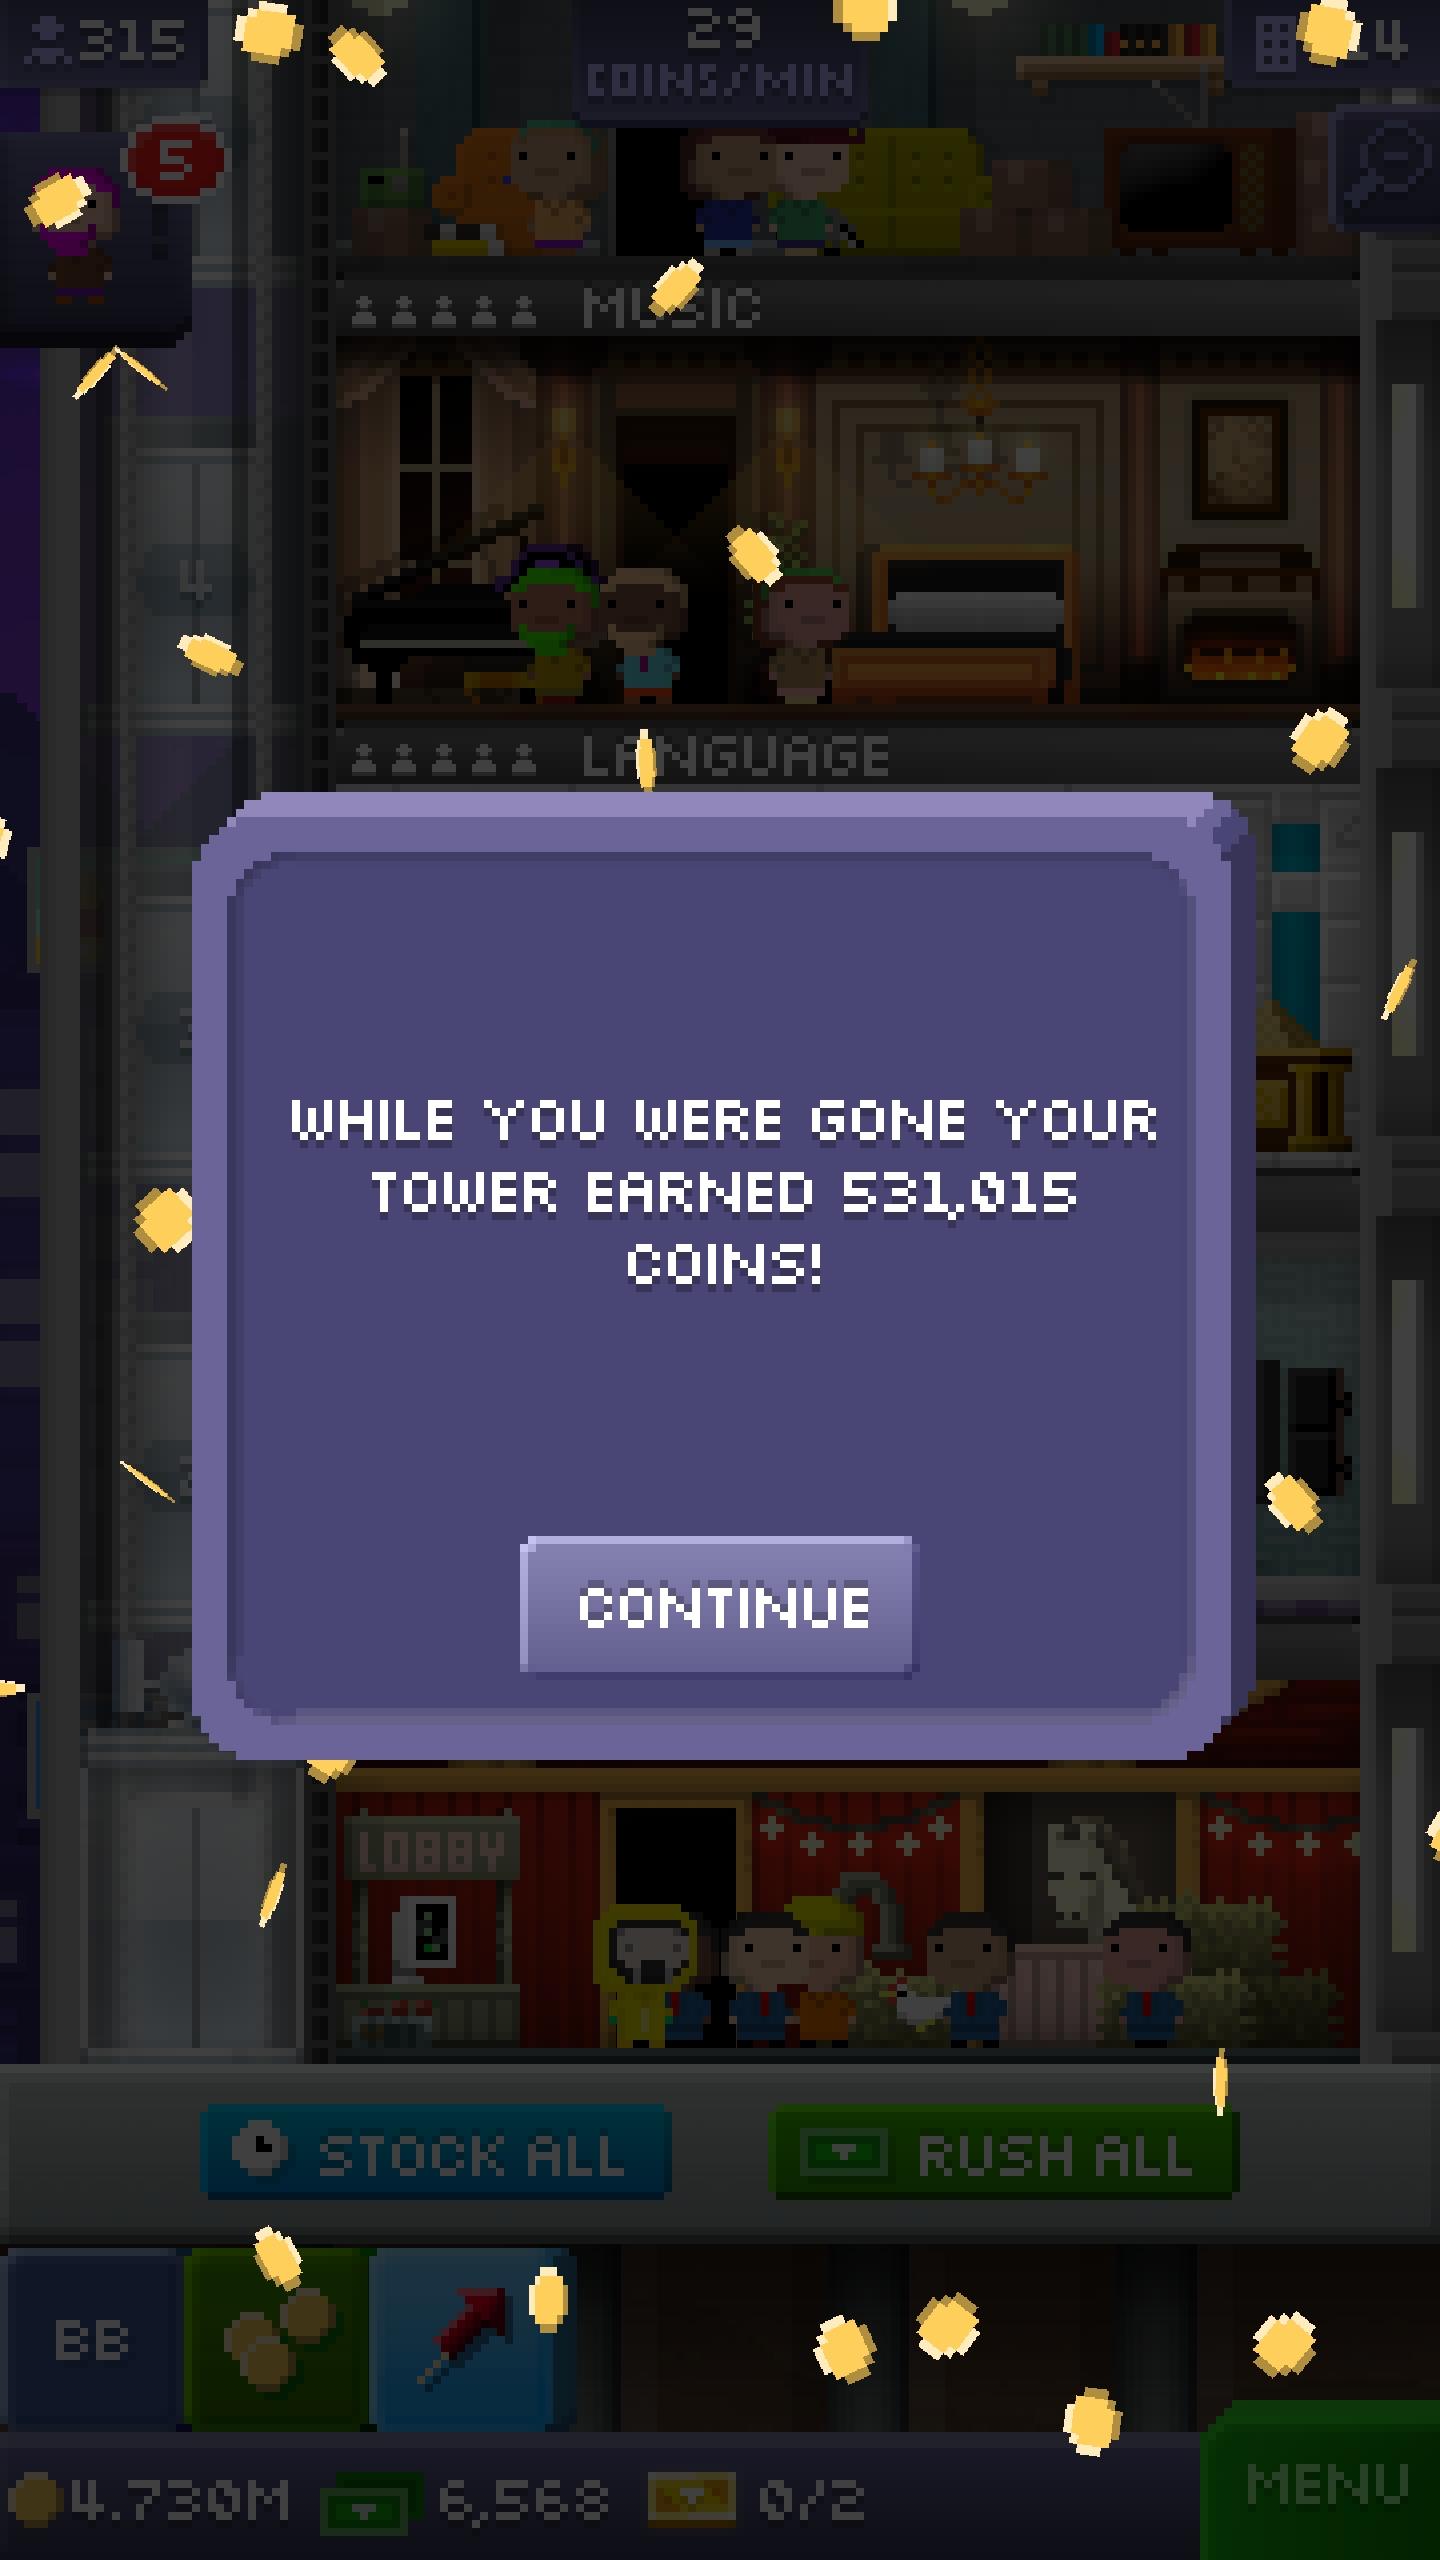 315
29
COINS/MIN
5
MUSIC
4
LANGUAGE
WHILE YOU WERE GONE YOUR
TOWER EARNED 531,015
COINS!
CONTINUE
LOBBY
STOCK ALL
RUSH ALL
BB
4.730M
6,568
0/2
MENU